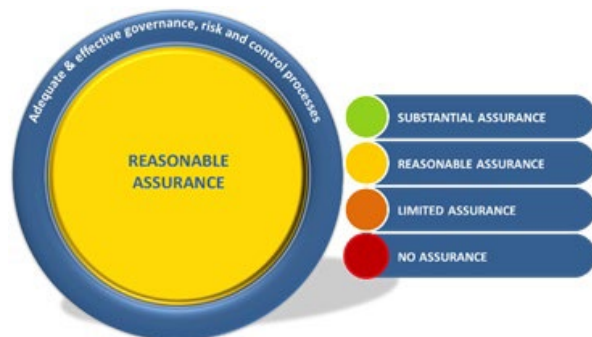 Adequate & effective governance, risk and control processes
REASONABLE
ASSURANCE
SUBSTANTIAL ASSURANCE
REASONABLE ASSURANCE
LIMITED ASSURANCE
NO ASSURANCE